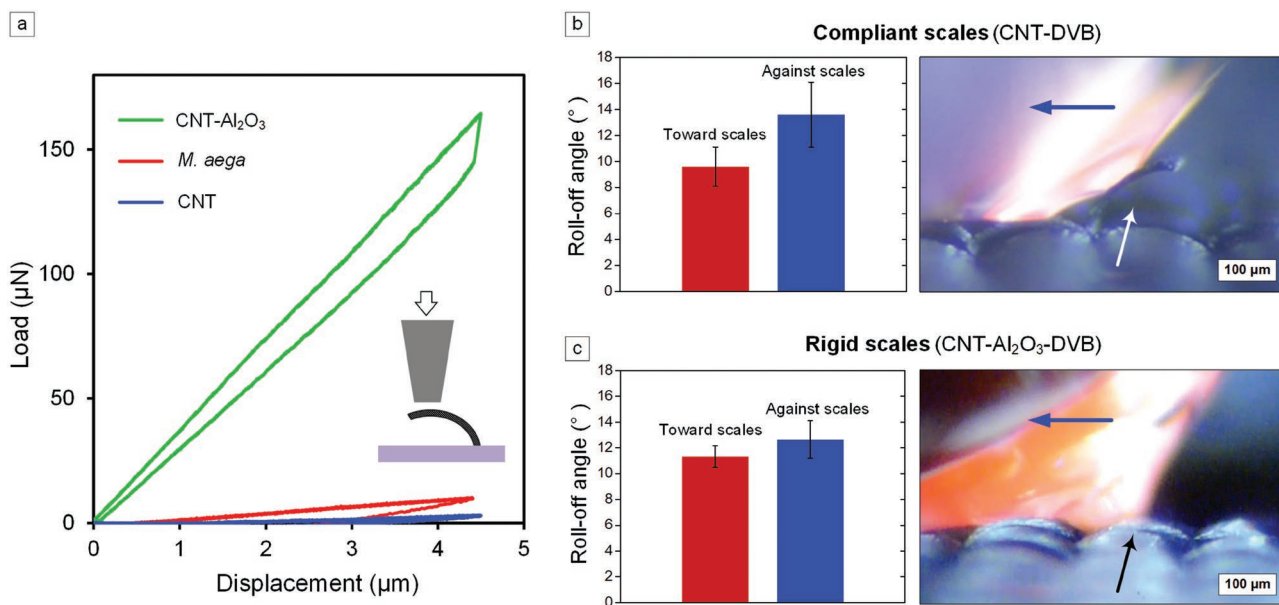 a
CNT-Al₂O₃
M. aega
CNT
150
100
50
0
0 1 2 3 4 5
Load (µN)
Displacement (µm)
b
Compliant scales (CNT-DVB)
18
16
14
12
10
8
6
4
2
0
Roll-off angle (°)
Toward scales
Against scales
100 µm
c
Rigid scales (CNT-Al₂O₃-DVB)
18
16
14
12
10
8
6
4
2
0
Roll-off angle (°)
Toward scales
Against scales
100 µm